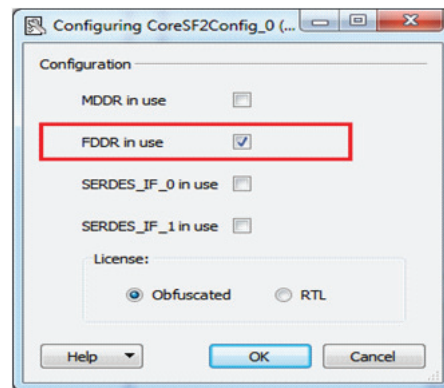 Configuring CoreSF2Config_0 (...
Configuration
MDDR in use
FDDR in use
SERDES_IF_0 in use
SERDES_IF_1 in use
License:
Obfuscated RTL
Help OK Cancel